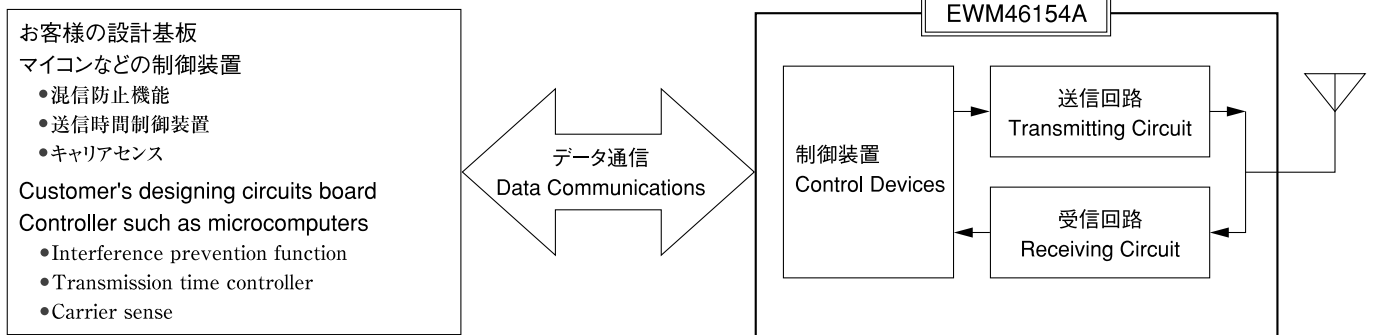 お客様の設計基板
マイコンなどの制御装置
●混信防止機能
●送信時間制御装置
●キャリアセンス
Customer's designing circuits board
Controller such as microcomputers
●Interference prevention function
●Transmission time controller
●Carrier sense
データ通信
Data Communications
EWM46154A
制御装置
Control Devices
送信回路
Transmitting Circuit
受信回路
Receiving Circuit